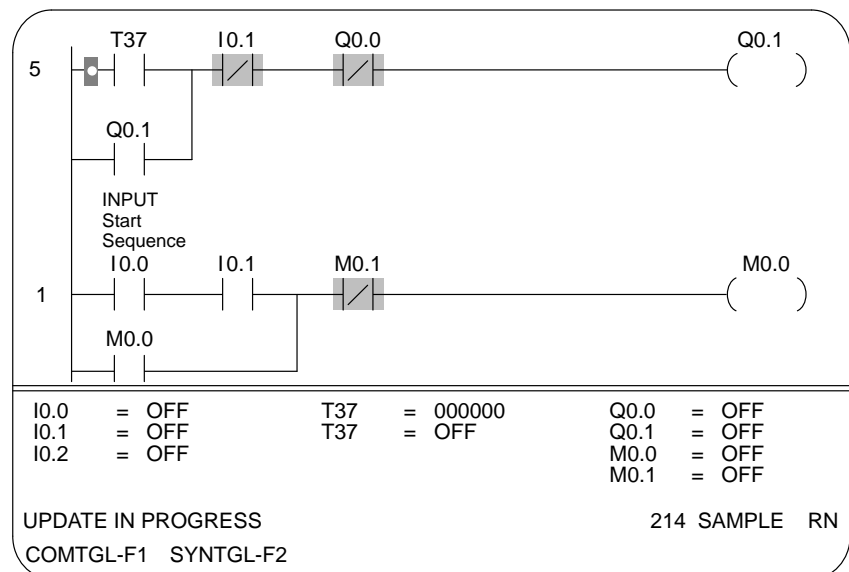 T37 I0.1 Q0.0 Q0.1
5
Q0.1
INPUT
Start
Sequence
I0.0 I0.1 M0.1 M0.0
1
M0.0
I0.0 = OFF T37 = 000000 Q0.0 = OFF
I0.1 = OFF T37 = OFF Q0.1 = OFF
I0.2 = OFF M0.0 = OFF
M0.1 = OFF
UPDATE IN PROGRESS 214 SAMPLE RN
COMTGL-F1 SYNTGL-F2